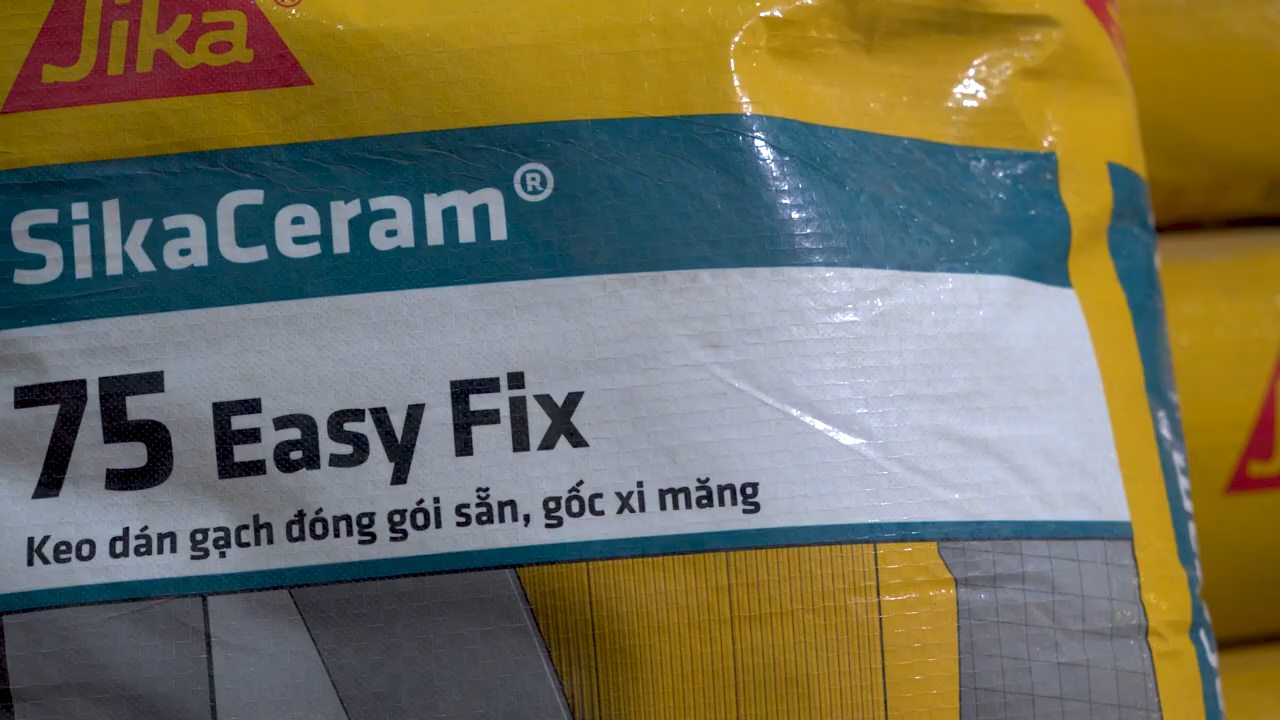 Sika®
SikaCeram®
75 Easy Fix
Keo dán gạch đóng gói sẵn, gốc xi măng